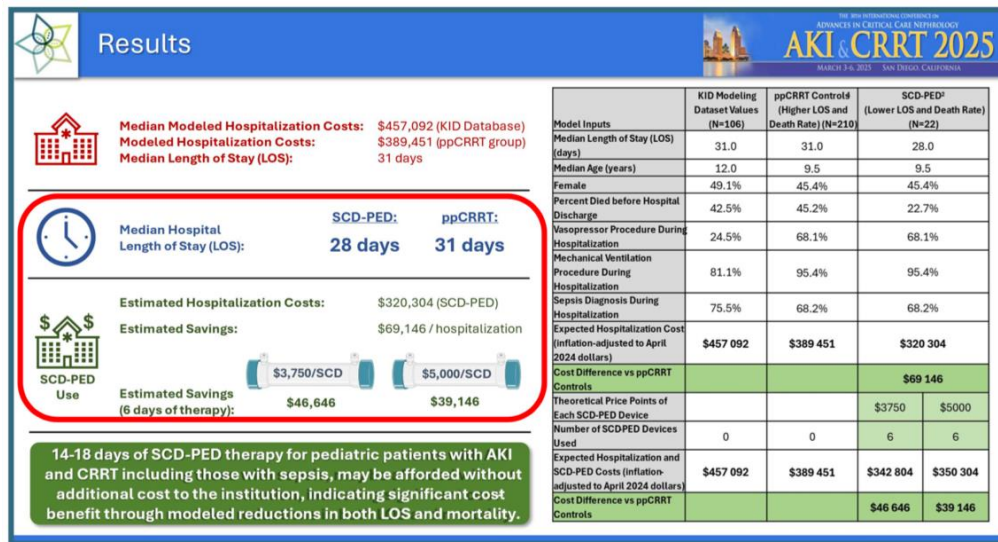 Results
THE 30TH INTERNATIONAL CONFERENCE ON
ADVANCES IN CRITICAL CARE NEPHROLOGY
AKI & CRRT 2025
MARCH 3-6, 2025 SAN DIEGO, CALIFORNIA
Median Modeled Hospitalization Costs: $457,092 (KID Database)
Modeled Hospitalization Costs: $389,451 (ppCRRT group)
Median Length of Stay (LOS): 31 days
SCD-PED: ppCRRT:
Median Hospital
Length of Stay (LOS): 28 days 31 days
Estimated Hospitalization Costs: $320,304 (SCD-PED)
Estimated Savings: $69,146 / hospitalization
$ $
SCD-PED
Use
$3,750/SCD $5,000/SCD
Estimated Savings
(6 days of therapy): $46,646 $39,146
14-18 days of SCD-PED therapy for pediatric patients with AKI
and CRRT including those with sepsis, may be afforded without
additional cost to the institution, indicating significant cost
benefit through modeled reductions in both LOS and mortality.
Model Inputs
KID Modeling
Dataset Values
(N=106)
ppCRRT Controls
(Higher LOS and
Death Rate) (N=210)
SCD-PED²
(Lower LOS and Death Rate)
(N=22)
Median Length of Stay (LOS)
(days) 31.0 31.0 28.0
Median Age (years) 12.0 9.5 9.5
Female 49.1% 45.4% 45.4%
Percent Died before Hospital
Discharge 42.5% 45.2% 22.7%
Vasopressor Procedure During
Hospitalization 24.5% 68.1% 68.1%
Mechanical Ventilation
Procedure During
Hospitalization 81.1% 95.4% 95.4%
Sepsis Diagnosis During
Hospitalization 75.5% 68.2% 68.2%
Expected Hospitalization Cost
(inflation-adjusted to April
2024 dollars) $457 092 $389 451 $320 304
Cost Difference vs ppCRRT
Controls $69 146
Theoretical Price Points of
Each SCD-PED Device $3750 $5000
Number of SCD-PED Devices
Used 0 0 6 6
Expected Hospitalization and
SCD-PED Costs (inflation-
adjusted to April 2024 dollars) $457 092 $389 451 $342 804 $350 304
Cost Difference vs ppCRRT
Controls $46 646 $39 146